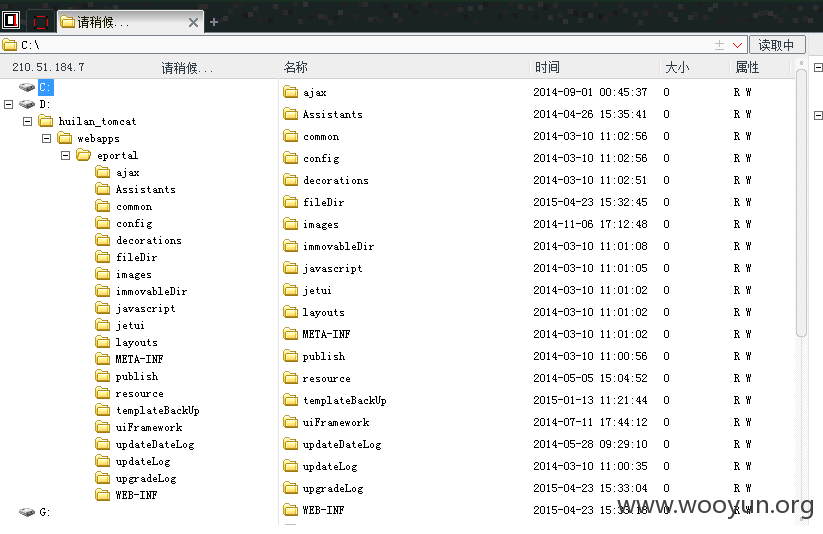 请稍候...
C:\
读取中
210.51.184.7 请稍候... 名称 时间 大小 属性
C:
D:
huilan_tomcat
webapps
eportal
ajax
Assistants
common
config
decorations
fileDir
images
immovableDir
javascript
jetui
layouts
META-INF
publish
resource
templateBackUp
uiFramework
updateDateLog
updateLog
upgradeLog
WEB-INF
G:
ajax 2014-09-01 00:45:37 0 R W
Assistants 2014-04-26 15:35:41 0 R W
common 2014-03-10 11:02:56 0 R W
config 2014-03-10 11:02:56 0 R W
decorations 2014-03-10 11:02:51 0 R W
fileDir 2015-04-23 15:32:45 0 R W
images 2014-11-06 17:12:48 0 R W
immovableDir 2014-03-10 11:01:08 0 R W
javascript 2014-03-10 11:01:05 0 R W
jetui 2014-03-10 11:01:02 0 R W
layouts 2014-03-10 11:01:02 0 R W
META-INF 2014-03-10 11:01:02 0 R W
publish 2014-03-10 11:00:56 0 R W
resource 2014-05-05 15:04:52 0 R W
templateBackUp 2015-01-13 11:21:44 0 R W
uiFramework 2014-07-11 17:44:12 0 R W
updateDateLog 2014-05-28 09:29:10 0 R W
updateLog 2014-03-10 11:00:35 0 R W
upgradeLog 2015-04-23 15:33:04 0 R W
WEB-INF 2015-04-23 15:33:18 0 R W
www.wooyun.org